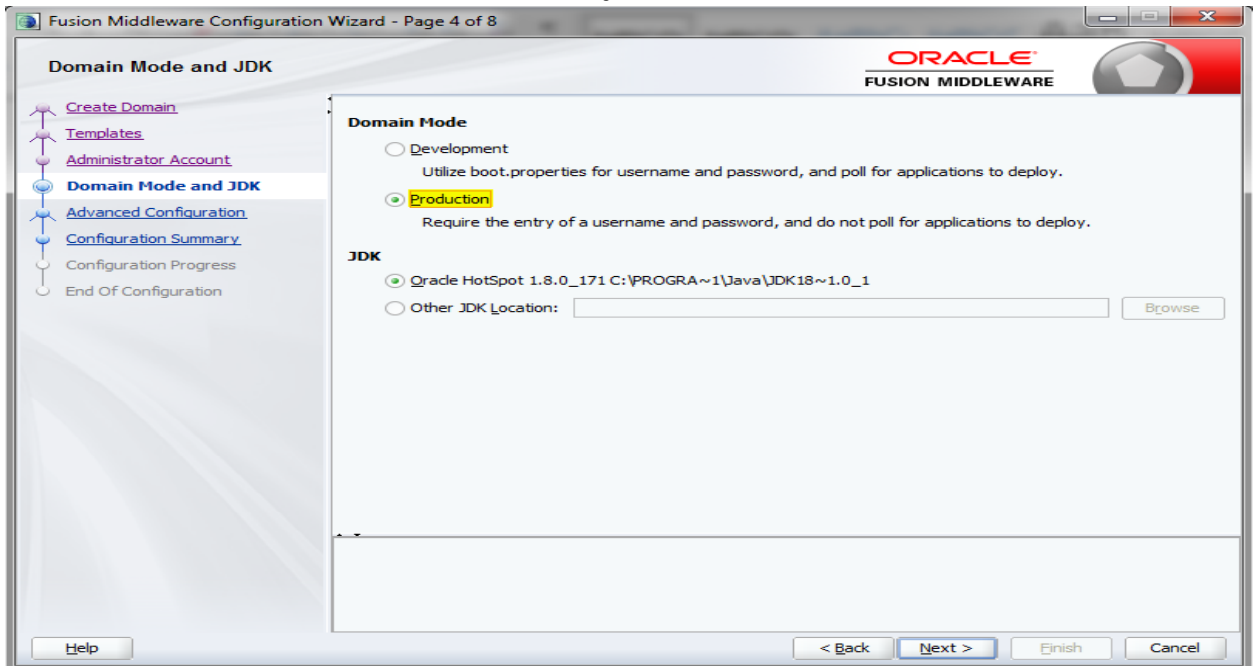 Fusion Middleware Configuration Wizard - Page 4 of 8
Domain Mode and JDK
ORACLE
FUSION MIDDLEWARE
Create Domain
Templates
Administrator Account
Domain Mode and JDK
Advanced Configuration
Configuration Summary
Configuration Progress
End Of Configuration
Domain Mode
Development
Utilize boot.properties for username and password, and poll for applications to deploy.
Production
Require the entry of a username and password, and do not poll for applications to deploy.
JDK
Oracle HotSpot 1.8.0_171 C:\PROGRA~1\Java\JDK18~1.0_1
Other JDK Location:
Browse
Help
< Back
Next >
Finish
Cancel